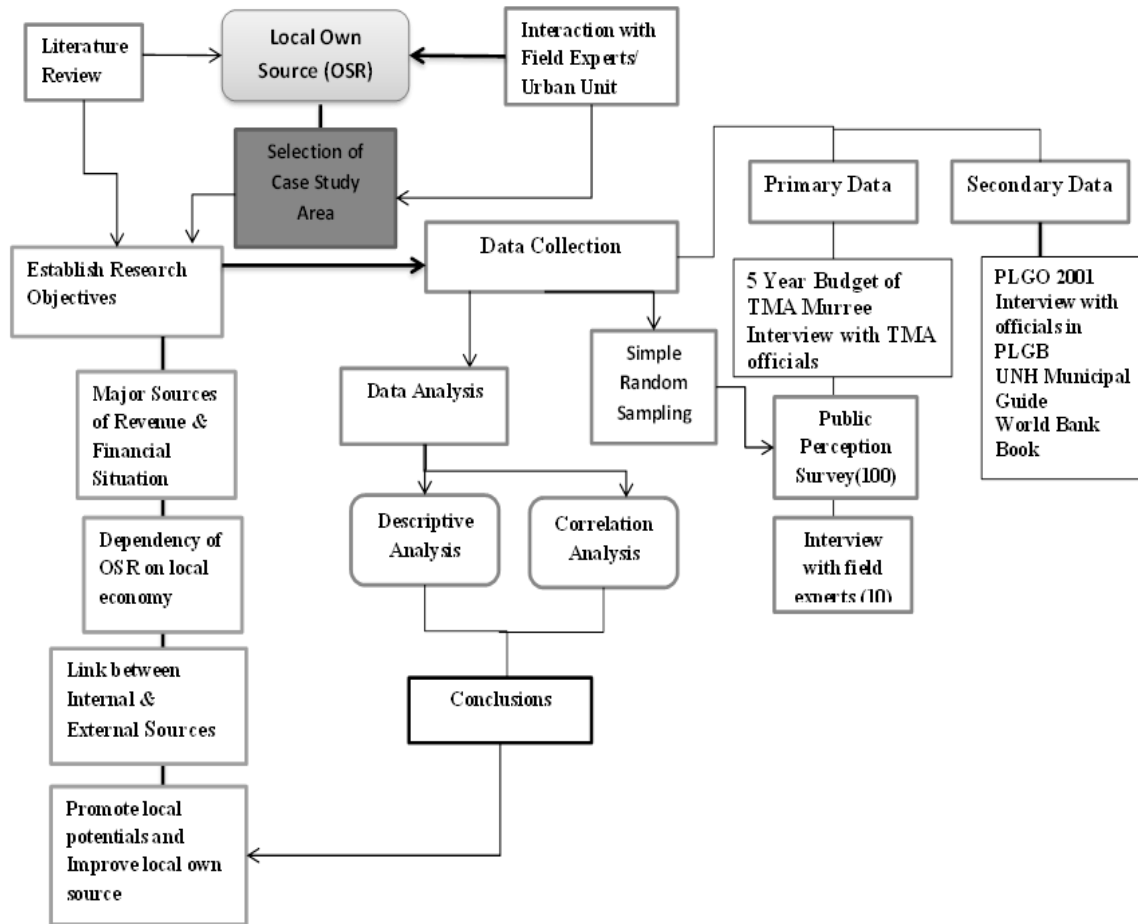 Literature
Review
Local Own
Source (OSR)
Interaction with
Field Experts/
Urban Unit
Selection of
Case Study
Area
Primary Data
Secondary Data
Establish Research
Objectives
Data Collection
5 Year Budget of
TMA Murree
Interview with TMA
officials
PLGO 2001
Interview with
officials in
PLGB
UNH Municipal
Guide
World Bank
Book
Simple
Random
Sampling
Major Sources
of Revenue &
Financial
Situation
Data Analysis
Public
Perception
Survey(100)
Descriptive
Analysis
Correlation
Analysis
Dependency of
OSR on local
economy
Interview
with field
experts (10)
Link between
Internal &
External Sources
Conclusions
Promote local
potentials and
Improve local own
source